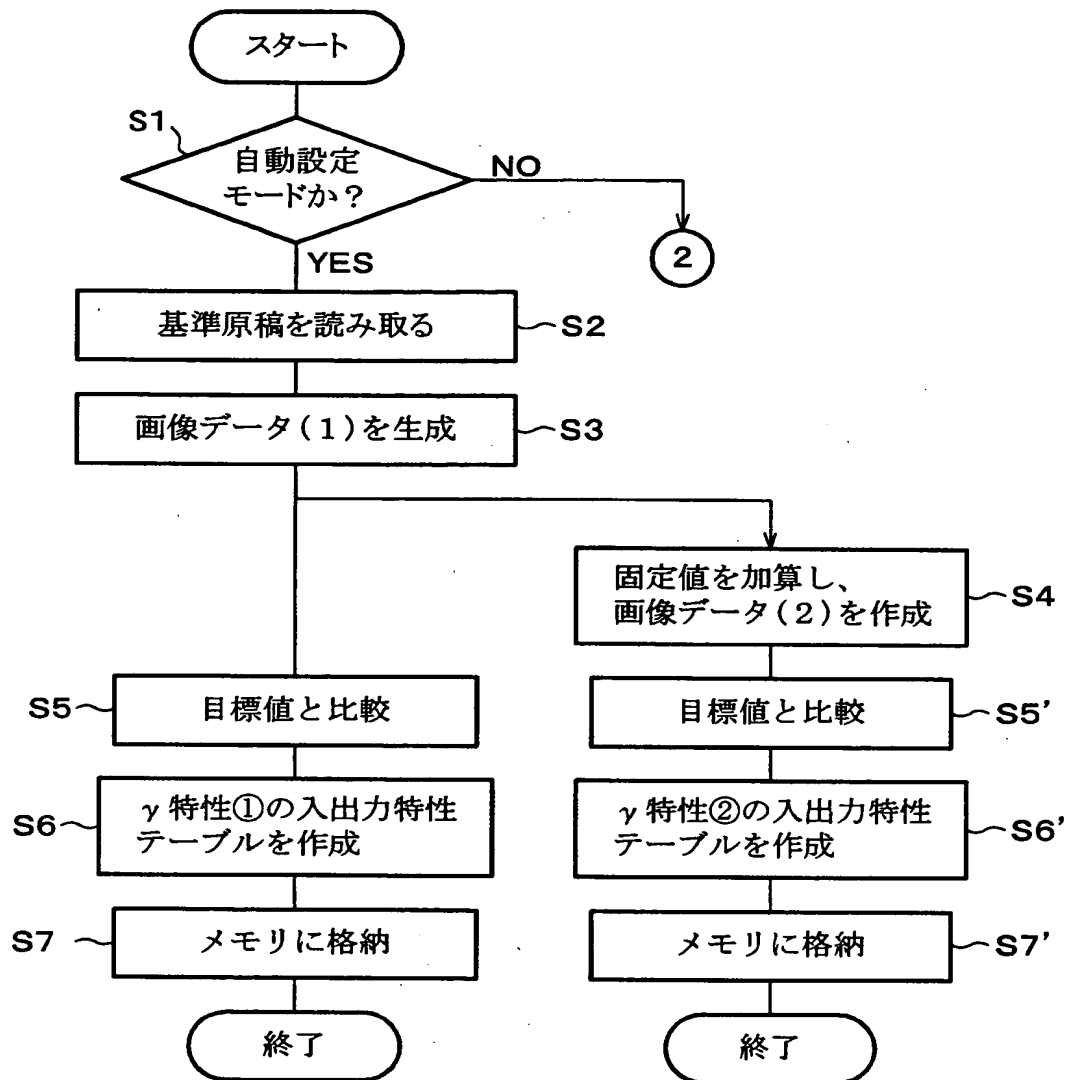 スタート
S1
自動設定
モードか？
NO
2
YES
基準原稿を読み取る
S2
画像データ(1)を生成
S3
固定値を加算し、
画像データ(2)を作成
S4
S5
目標値と比較
目標値と比較
S5'
S6
γ特性①の入出力特性
テーブルを作成
γ特性②の入出力特性
テーブルを作成
S6'
S7
メモリに格納
メモリに格納
S7'
終了
終了